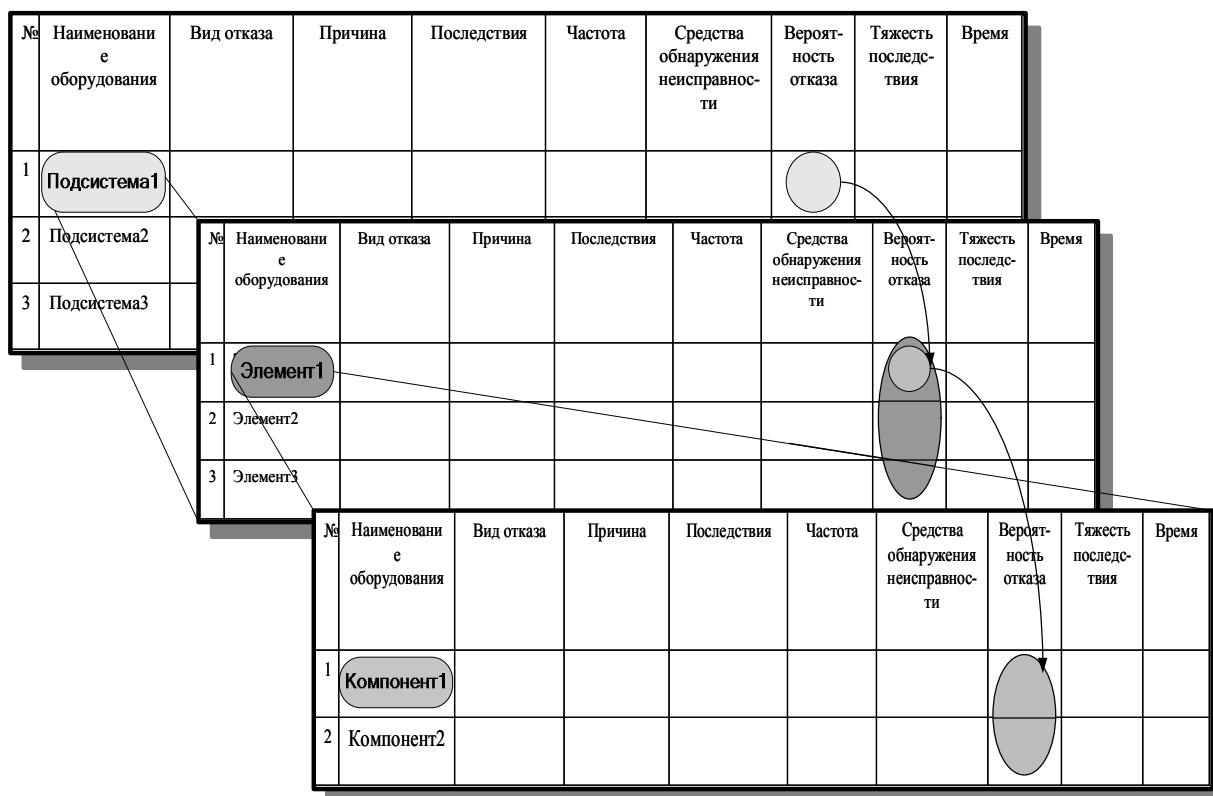 № Наименовани Вид отказа Причина Последствия Частота Средства Вероят- Тяжесть Время
е обнаружения ность последс-
оборудования неисправнос- отказа твия
ти
1 Подсистема1
2 Подсистема2
3 Подсистема3
№ Наименовани Вид отказа Причина Последствия Частота Средства Вероят- Тяжесть Время
е обнаружения ность последс-
оборудования неисправнос- отказа твия
ти
1 Элемент1
2 Элемент2
3 Элемент3
№ Наименовани Вид отказа Причина Последствия Частота Средства Вероят- Тяжесть Время
е обнаружения ность последс-
оборудования неисправнос- отказа твия
ти
1 Компонент1
2 Компонент2